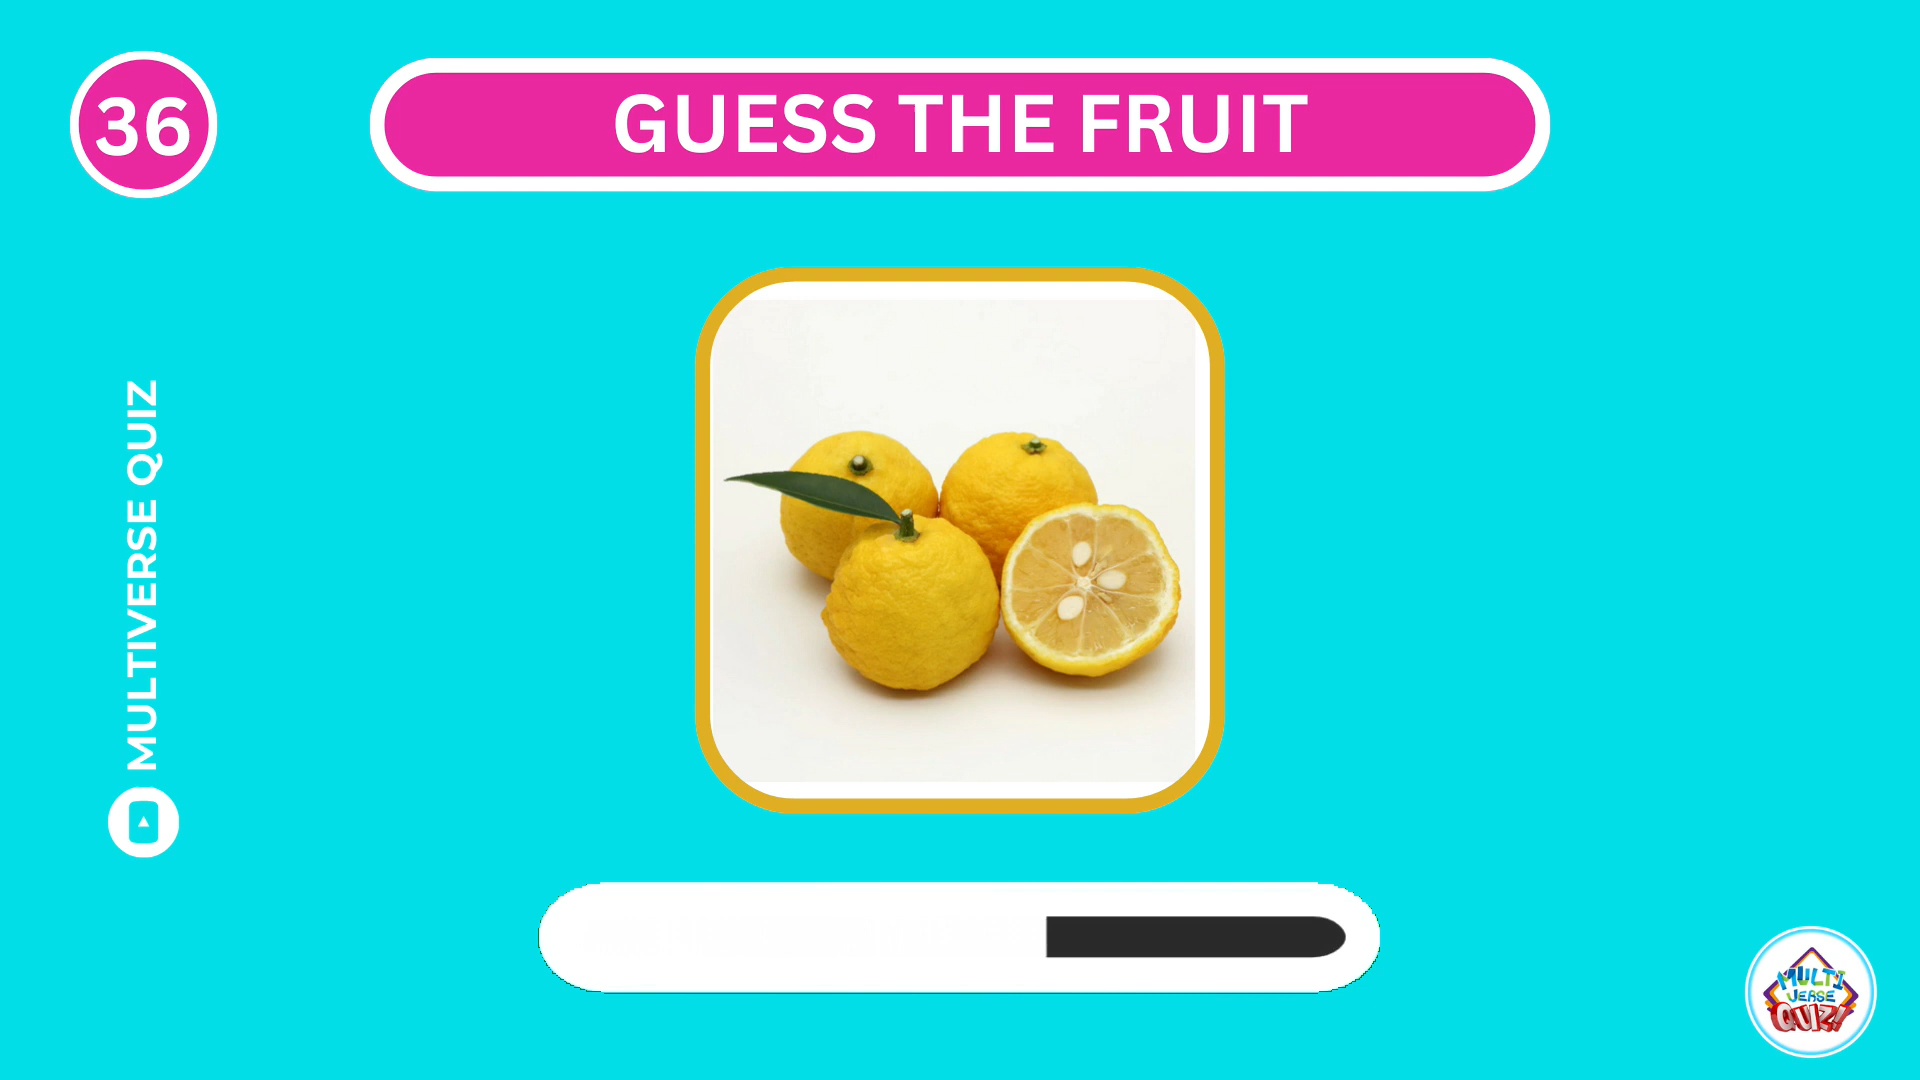 36
GUESS THE FRUIT
MULTIVERSE QUIZ
MULTI
VERSE
QUIZ!